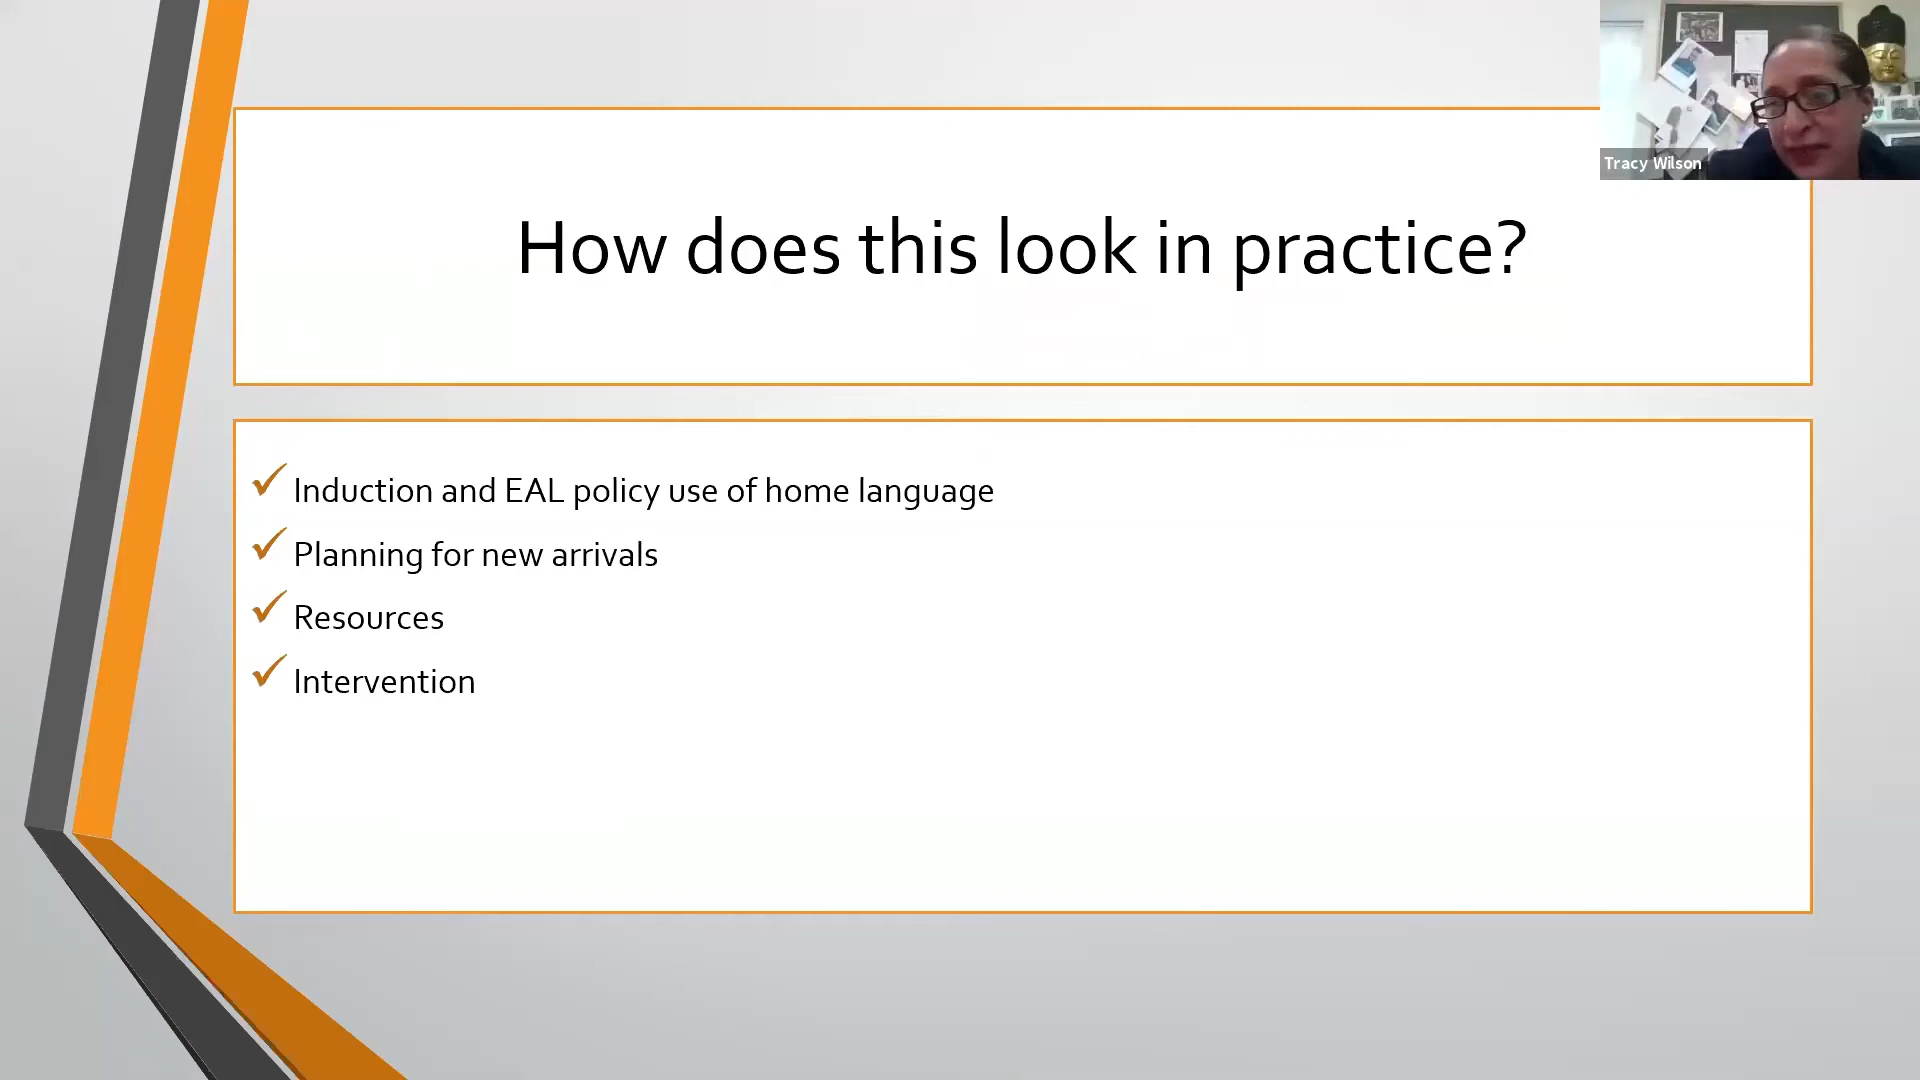 Tracy Wilson
How does this look in practice?
Induction and EAL policy use of home language
Planning for new arrivals
Resources
Intervention